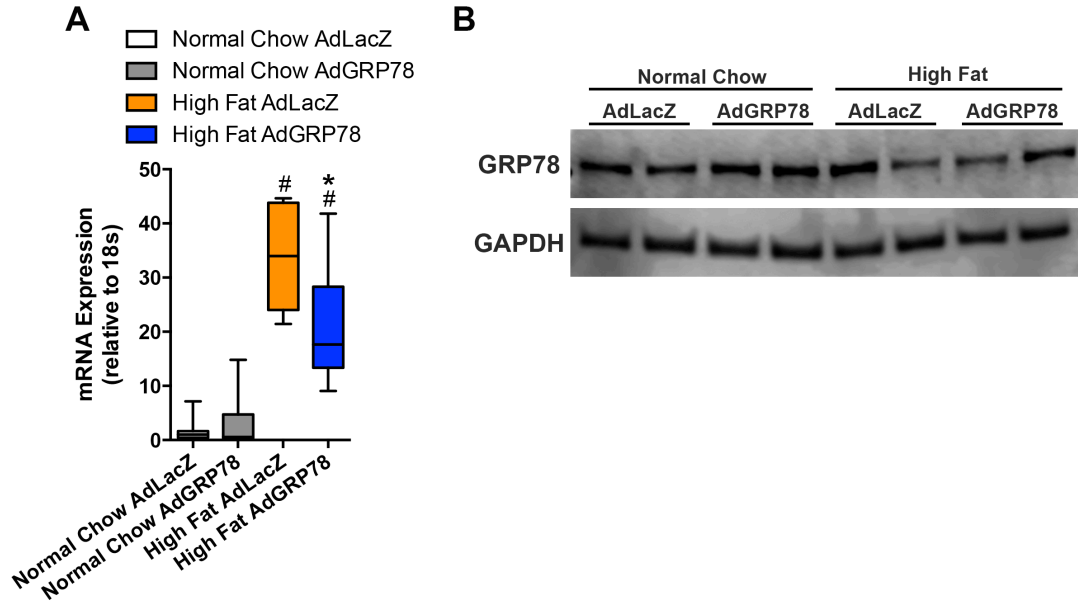 A
Normal Chow AdLacZ
Normal Chow AdGRP78
High Fat AdLacZ
High Fat AdGRP78
50
40
30
20
10
0
mRNA Expression
(relative to 18s)
#
*
#
Normal Chow AdLacZ
Normal Chow AdGRP78
High Fat AdLacZ
High Fat AdGRP78
B
Normal Chow
High Fat
AdLacZ
AdGRP78
AdLacZ
AdGRP78
GRP78
GAPDH